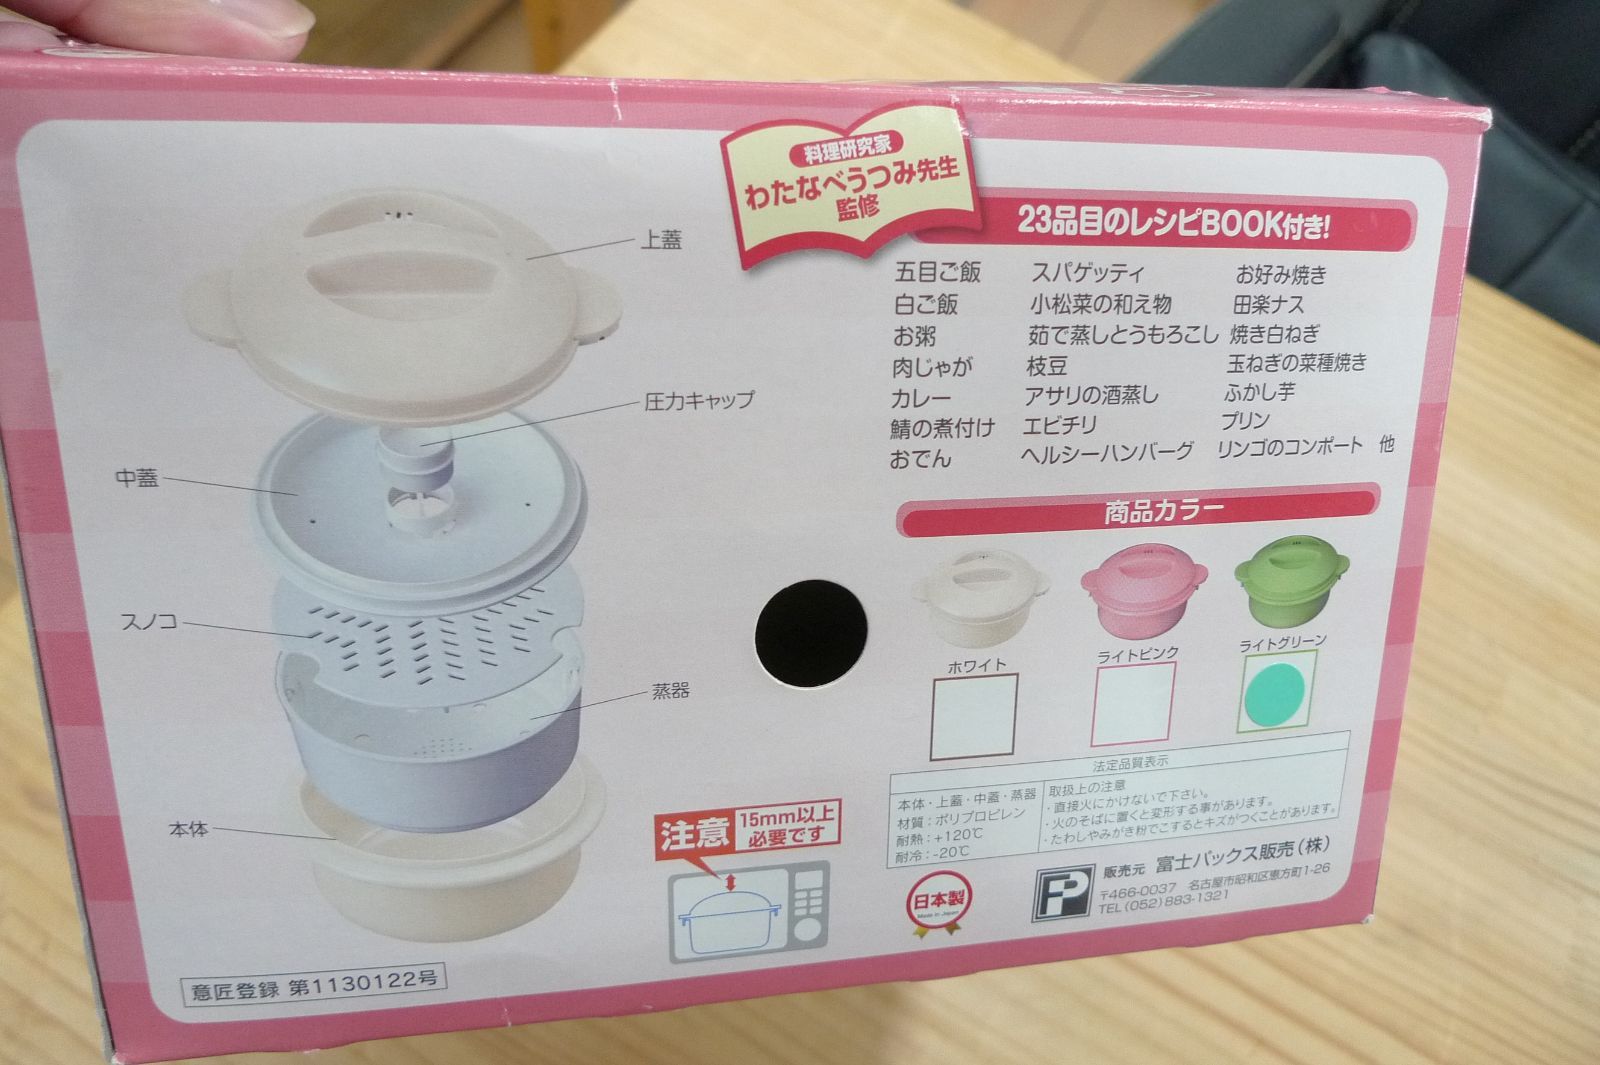 料理研究家
わたなべうつみ先生
監修
23品目のレシピBOOK付き!
五目ご飯 スパゲッティ お好み焼き
白ご飯 小松菜の和え物 田楽ナス
お粥 茹で蒸しとうもろこし 焼き白ねぎ
肉じゃが 枝豆 玉ねぎの菜種焼き
カレー アサリの酒蒸し ふかし芋
鯖の煮付け エビチリ プリン
おでん ヘルシーハンバーグ リンゴのコンポート 他
上蓋
圧力キャップ
中蓋
スノコ
蒸器
本体
商品カラー
ホワイト
ライトピンク
ライトグリーン
法定品質表示
本体・上蓋・中蓋・蒸器
材質:ポリプロピレン
耐熱:+120℃
耐冷:-20℃
取扱上の注意
・直接火にかけないで下さい。
・火のそばに置くと変形する事があります。
・たわしやみがき粉でこするとキズがつくことがあります。
注意
15mm以上
必要です
日本製
Made in Japan
FP
販売元 富士パックス販売(株)
〒466-0037 名古屋市昭和区恵方町1-26
TEL(052)883-1321
意匠登録 第1130122号